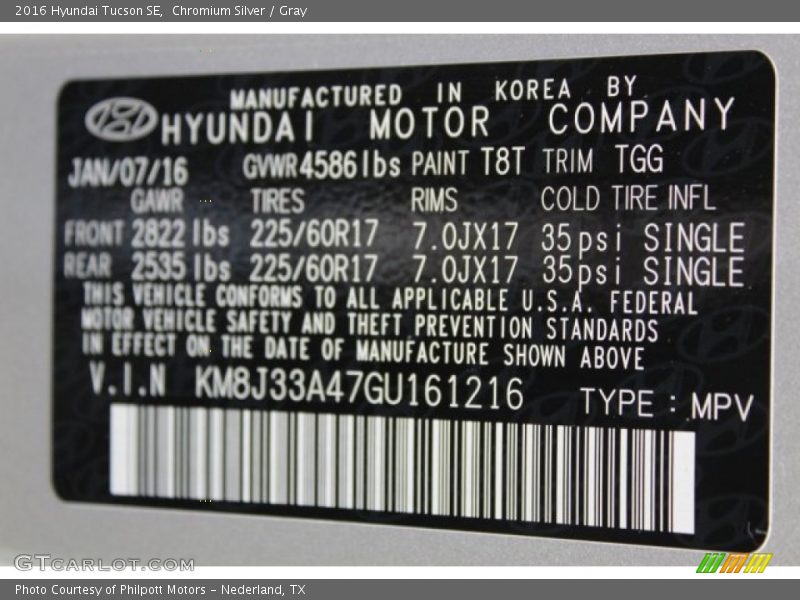 2016 Hyundai Tucson SE,  Chromium Silver / Gray
MANUFACTURED IN KOREA BY
HYUNDAI MOTOR COMPANY
JAN/07/16 GVWR 4586 lbs PAINT T8T TRIM TGG
GAWR TIRES RIMS COLD TIRE INFL
FRONT 2822 lbs 225/60R17 7.0JX17 35psi SINGLE
REAR 2535 lbs 225/60R17 7.0JX17 35psi SINGLE
THIS VEHICLE CONFORMS TO ALL APPLICABLE U.S.A. FEDERAL
MOTOR VEHICLE SAFETY AND THEFT PREVENTION STANDARDS
IN EFFECT ON THE DATE OF MANUFACTURE SHOWN ABOVE
V.I.N KM8J33A47GU161216 TYPE : MPV
GTCARLOT.COM
Photo Courtesy of Philpott Motors - Nederland, TX